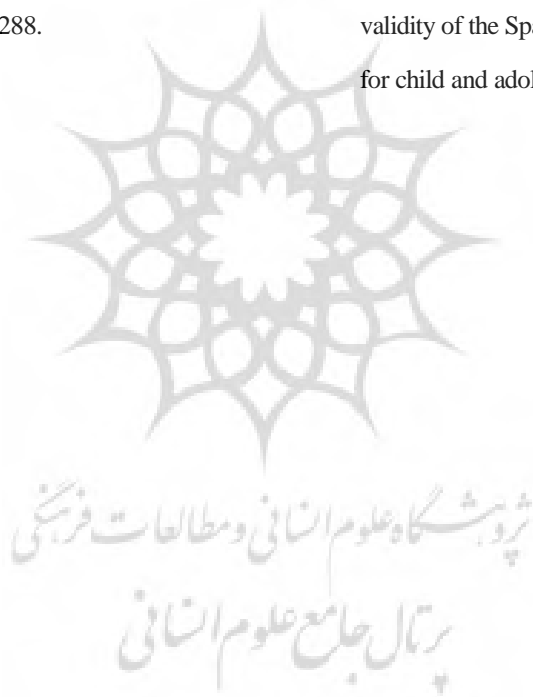 288.
validity of the Spa
for child and adol
پژوهشگاه علوم انسانی و مطالعات فرهنگی
پرتال جامع علوم انسانی